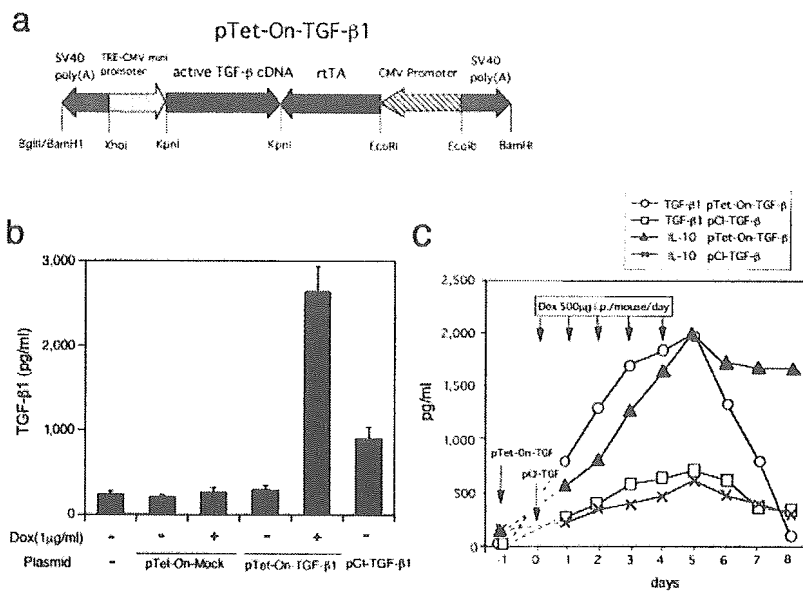 a
pTet-On-TGF-β1
SV40 poly(A)
TRE-CMV mini promoter
active TGF-β cDNA
rtTA
CMV Promoter
SV40 poly(A)
BglII/BamH1
XhoI
KpnI
KpnI
EcoRI
BamHI
b
TGF-β1 (pg/ml)
3,000
2,000
1,000
0
Dox(1μg/ml) - - + - + -
Plasmid - pTet-On-Mock pTet-On-TGF-β1 pCI-TGF-β1
c
TGF-β1 pTet-On-TGF-β
TGF-β1 pCI-TGF-β
IL-10 pTet-On-TGF-β
IL-10 pCI-TGF-β
pg/ml
2,500
2,000
1,500
1,000
500
0
Dox 500μg i.p./mouse/day
pTet-On-TGF
pCI-TGF
-1 0 1 2 3 4 5 6 7 8
days